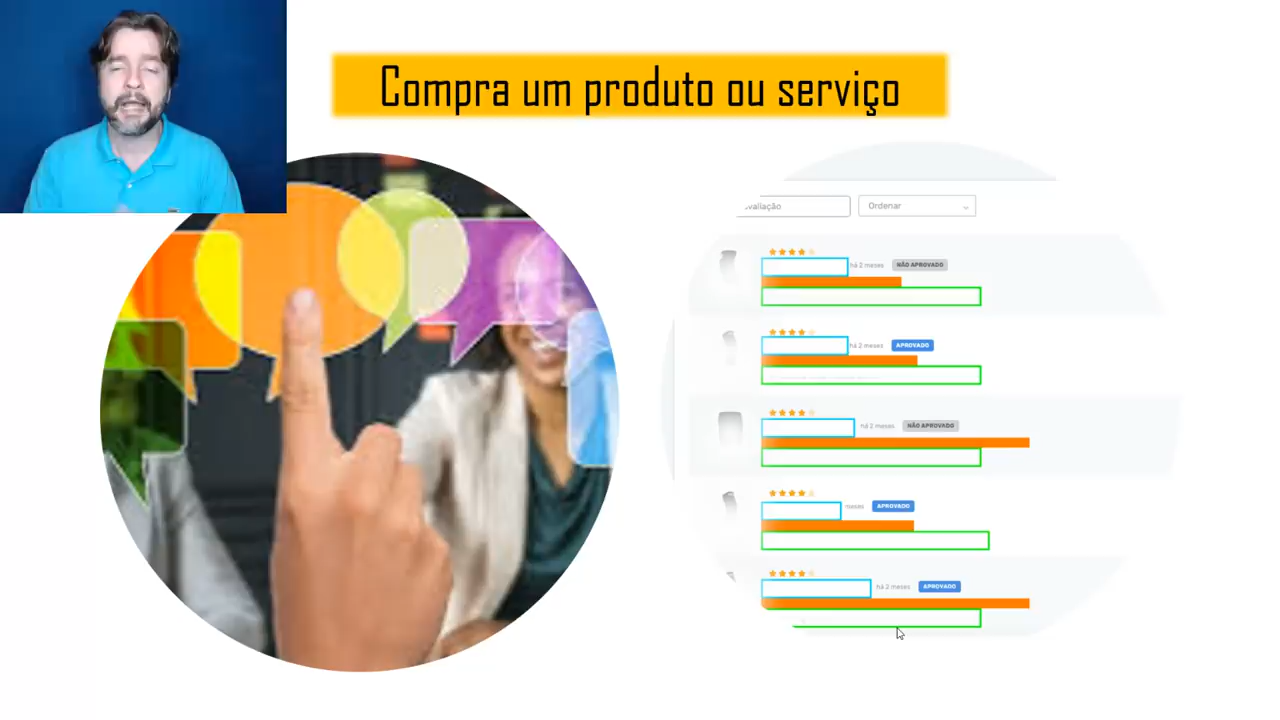 Compra um produto ou serviço
valiação
Ordenar
há 2 meses NÃO APROVADO
há 2 meses APROVADO
há 2 meses NÃO APROVADO
meses APROVADO
há 2 meses APROVADO